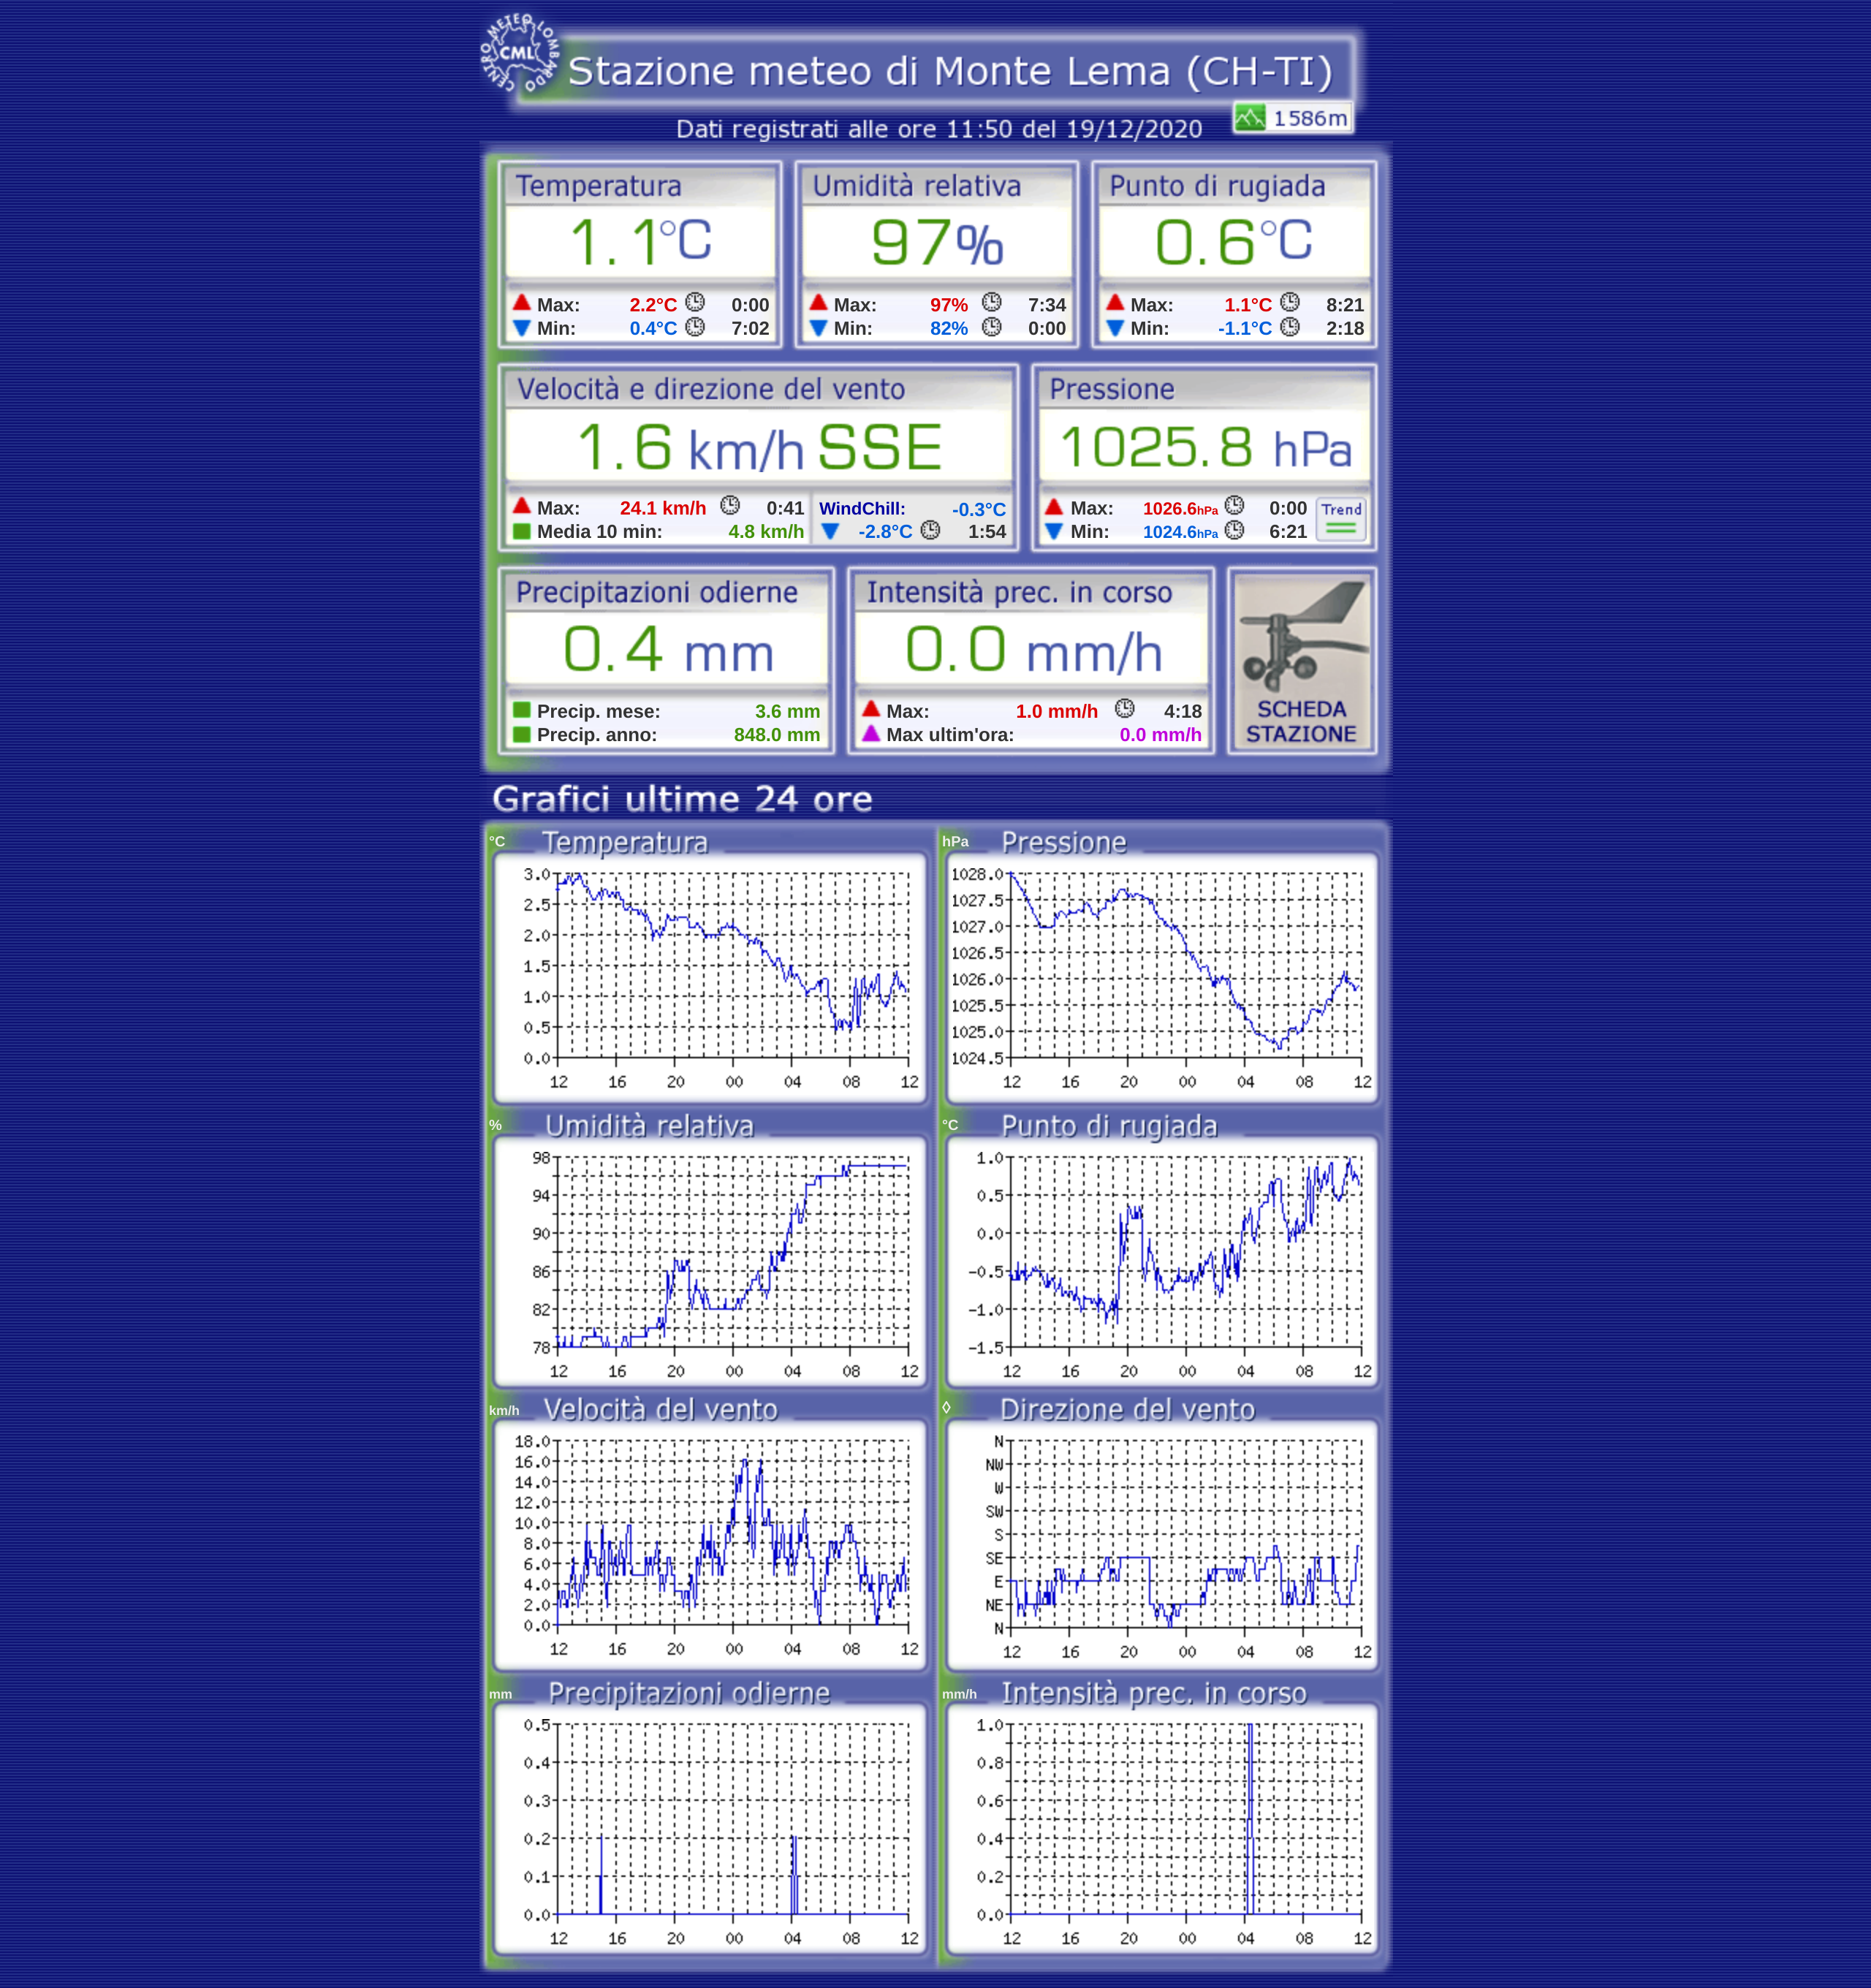 CENTRO METEO LOMBARDO
CML
Stazione meteo di Monte Lema (CH-TI)
1586m
Dati registrati alle ore 11:50 del 19/12/2020
Temperatura Umidità relativa Punto di rugiada
1.1°C 97% 0.6°C
Max: 2.2°C 0:00 Max: 97% 7:34 Max: 1.1°C 8:21
Min: 0.4°C 7:02 Min: 82% 0:00 Min: -1.1°C 2:18
Velocità e direzione del vento Pressione
1.6 km/h SSE 1025.8 hPa
Max: 24.1 km/h 0:41 WindChill: -0.3°C Max: 1026.6hPa 0:00 Trend
Media 10 min: 4.8 km/h -2.8°C 1:54 Min: 1024.6hPa 6:21
Precipitazioni odierne Intensità prec. in corso
0.4 mm 0.0 mm/h
Precip. mese: 3.6 mm Max: 1.0 mm/h 4:18 SCHEDA
Precip. anno: 848.0 mm Max ultim'ora: 0.0 mm/h STAZIONE
Grafici ultime 24 ore
°C Temperatura
3.0
2.5
2.0
1.5
1.0
0.5
0.0
12 16 20 00 04 08 12
hPa Pressione
1028.0
1027.5
1027.0
1026.5
1026.0
1025.5
1025.0
1024.5
12 16 20 00 04 08 12
% Umidità relativa
98
94
90
86
82
78
12 16 20 00 04 08 12
°C Punto di rugiada
1.0
0.5
0.0
-0.5
-1.0
-1.5
12 16 20 00 04 08 12
km/h Velocità del vento
18.0
16.0
14.0
12.0
10.0
8.0
6.0
4.0
2.0
0.0
12 16 20 00 04 08 12
◊ Direzione del vento
N
NW
W
SW
S
SE
E
NE
N
12 16 20 00 04 08 12
mm Precipitazioni odierne
0.5
0.4
0.3
0.2
0.1
0.0
12 16 20 00 04 08 12
mm/h Intensità prec. in corso
1.0
0.8
0.6
0.4
0.2
0.0
12 16 20 00 04 08 12